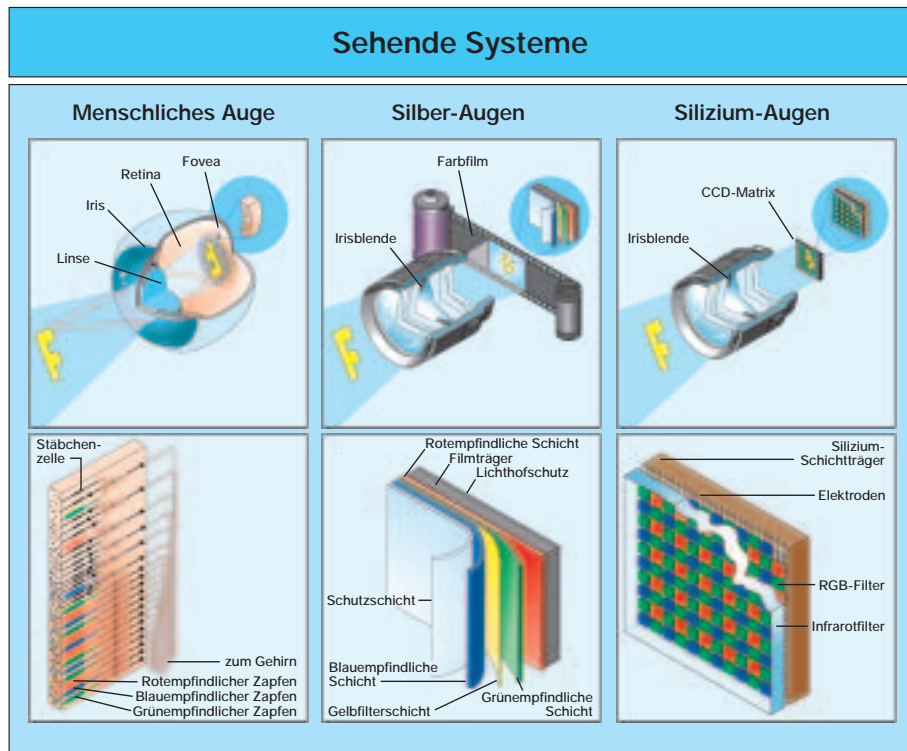 Sehende Systeme
Menschliches Auge
Silber-Augen
Silizium-Augen
Fovea
Retina
Iris
Linse
Farbfilm
Irisblende
CCD-Matrix
Irisblende
Stäbchen-
zelle
zum Gehirn
Rotempfindlicher Zapfen
Blauempfindlicher Zapfen
Grünempfindlicher Zapfen
Rotempfindliche Schicht
Filmträger
Lichthofschutz
Schutzschicht
Blauempfindliche
Schicht
Gelbfilterschicht
Grünempfindliche
Schicht
Silizium-
Schichtträger
Elektroden
RGB-Filter
Infrarotfilter